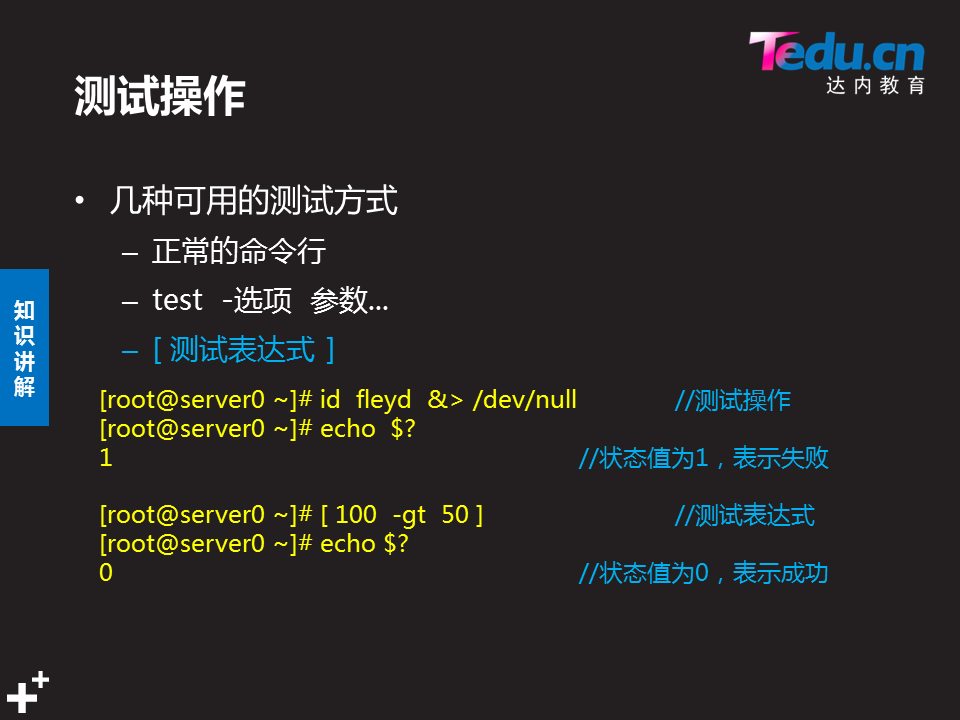 Tedu.cn
达内教育
测试操作
• 几种可用的测试方式
– 正常的命令行
– test -选项 参数...
– [ 测试表达式 ]
知识讲解
[root@server0 ~]# id fleyd &> /dev/null //测试操作
[root@server0 ~]# echo $?
1 //状态值为1，表示失败
[root@server0 ~]# [ 100 -gt 50 ] //测试表达式
[root@server0 ~]# echo $?
0 //状态值为0，表示成功